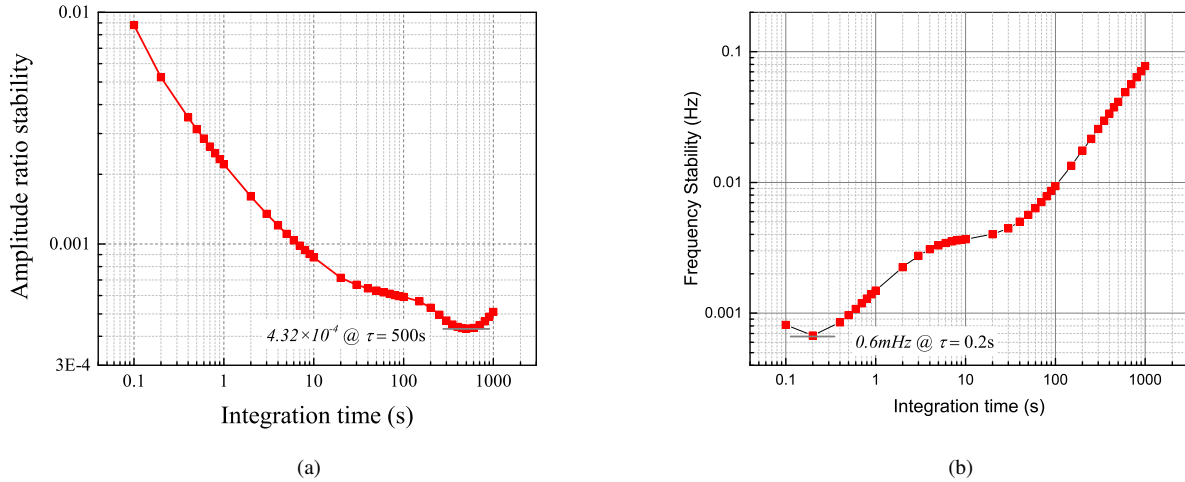 0.01
0.001
3E-4
0.1
1
10
100
1000
Amplitude ratio stability
Integration time (s)
4.32×10⁻⁴ @ τ = 500s
(a)
0.1
0.01
0.001
0.1
1
10
100
1000
Frequency Stability (Hz)
Integration time (s)
0.6mHz @ τ = 0.2s
(b)